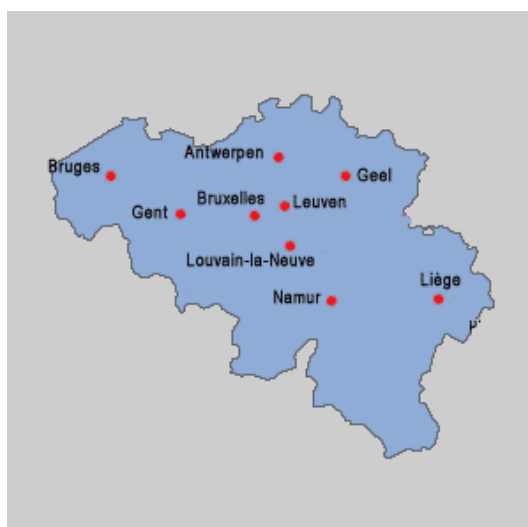 Antwerpen
Bruges
Geel
Bruxelles
Leuven
Gent
Louvain-la-Neuve
Liège
Namur